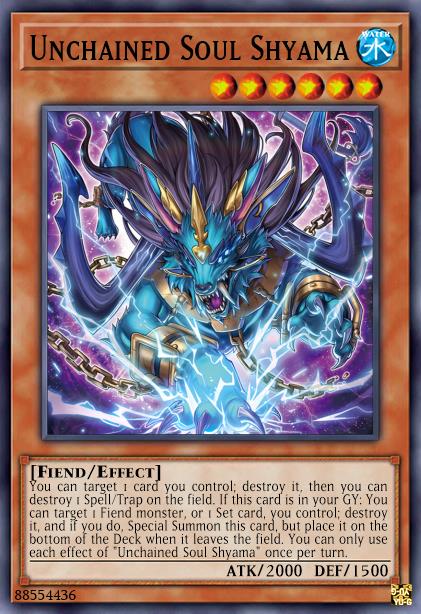 UNCHAINED SOUL SHYAMA
WATER
水
[FIEND/EFFECT]
You can target 1 card you control; destroy it, then you can
destroy 1 Spell/Trap on the field. If this card is in your GY: You
can target 1 Fiend monster, or 1 Set card, you control; destroy
it, and if you do, Special Summon this card, but place it on the
bottom of the Deck when it leaves the field. You can only use
each effect of "Unchained Soul Shyama" once per turn.
ATK/2000 DEF/1500
88554436